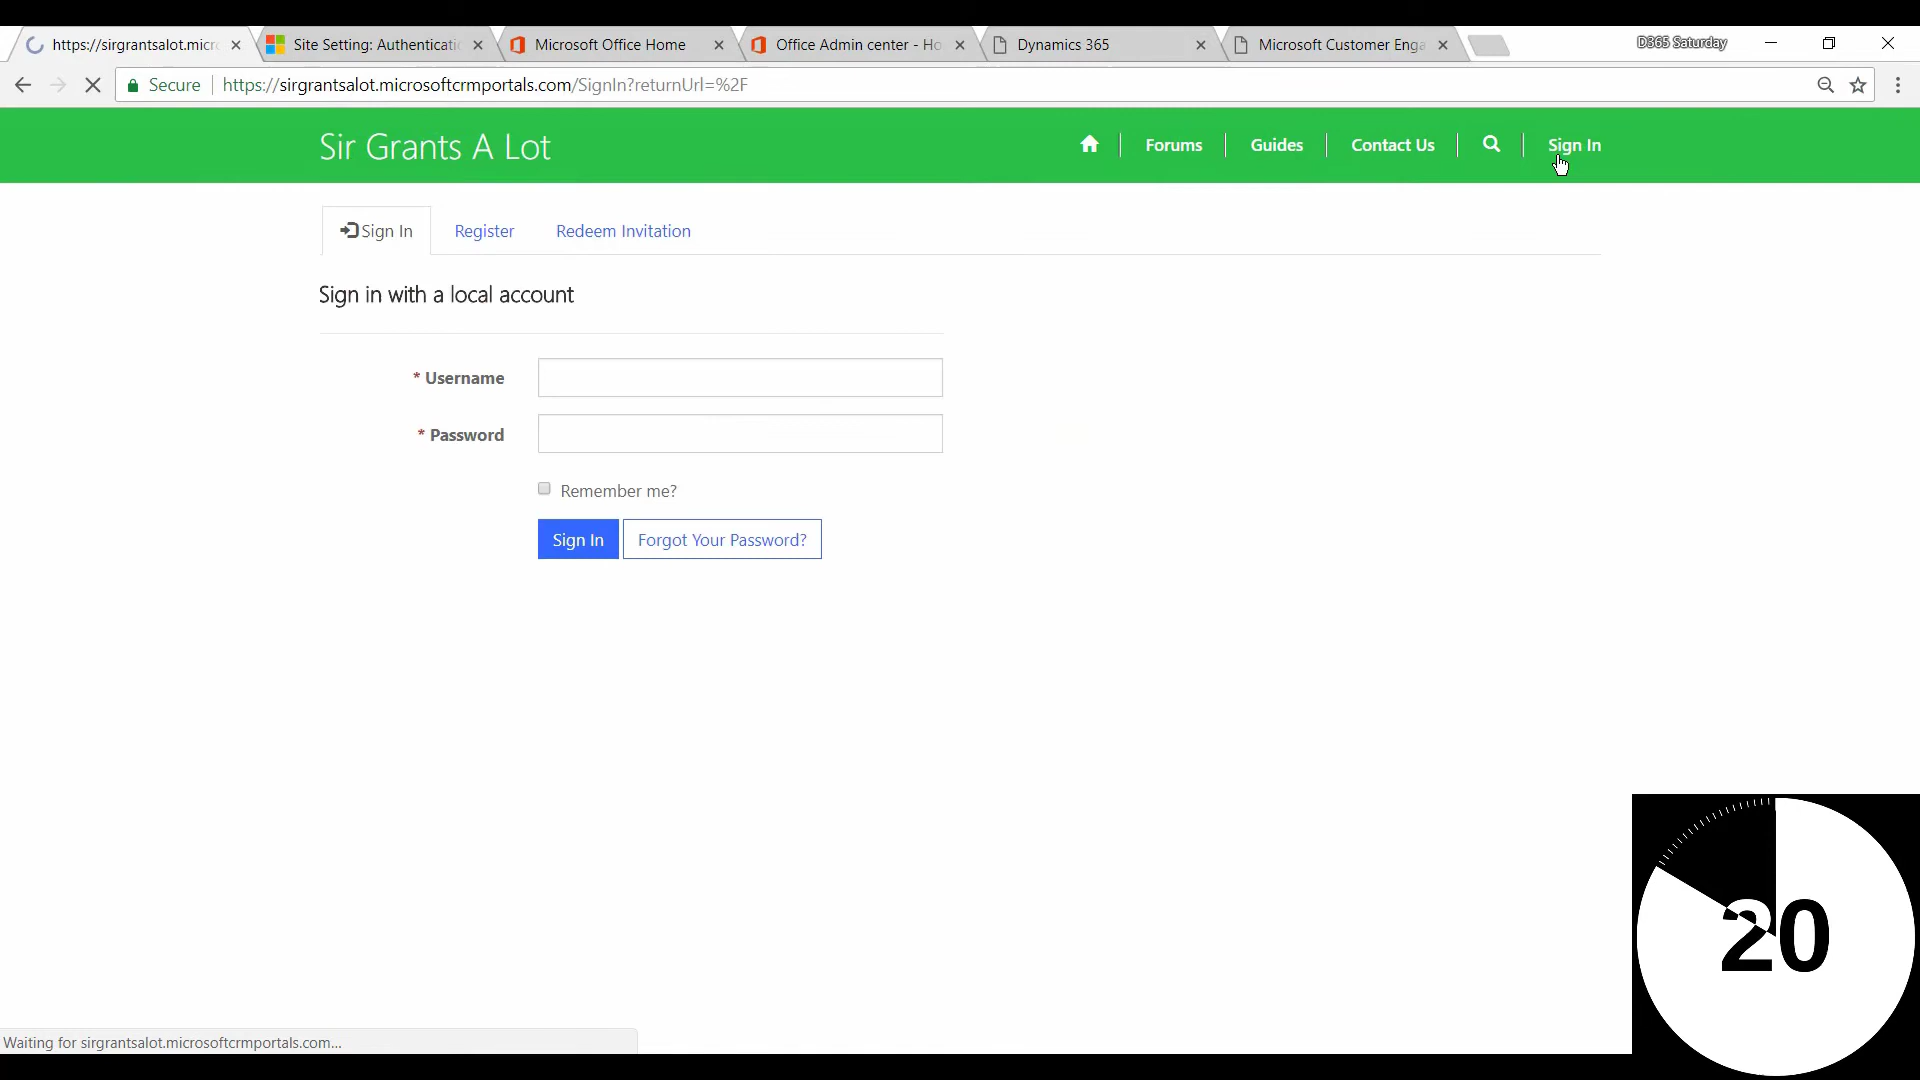 https://sirgrantsalot.micro
Site Setting: Authenticati
Microsoft Office Home
Office Admin center - Ho
Dynamics 365
Microsoft Customer Enga
D365 Saturday
Secure
https://sirgrantsalot.microsoftcrmportals.com/SignIn?returnUrl=%2F
Sir Grants A Lot
Forums
Guides
Contact Us
Sign In
Sign In
Register
Redeem Invitation
Sign in with a local account
* Username
* Password
Remember me?
Sign In
Forgot Your Password?
20
Waiting for sirgrantsalot.microsoftcrmportals.com...